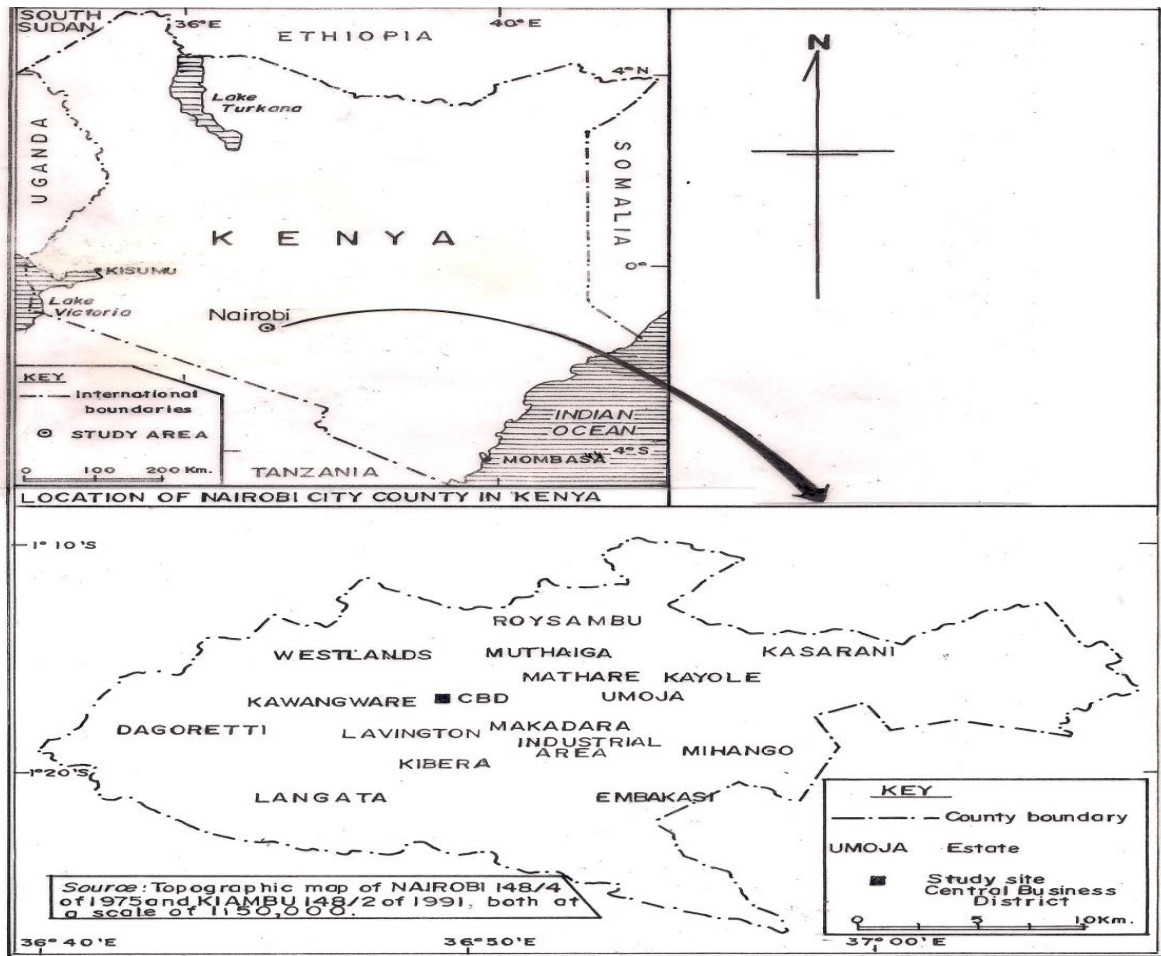 SOUTH
SUDAN
36°E
40°E
ETHIOPIA
N
4°N
Lake
Turkana
UGANDA
SOMALIA
KENYA
0°
KISUMU
Lake
Victoria
Nairobi
KEY
International
boundaries
STUDY AREA
0 100 200 Km.
INDIAN
OCEAN
4°S
MOMBASA
TANZANIA
LOCATION OF NAIROBI CITY COUNTY IN KENYA
1° 10'S
ROYSAMBU
WESTLANDS MUTHAIGA KASARANI
MATHARE KAYOLE
KAWANGWARE CBD UMOJA
DAGORETTI LAVINGTON MAKADARA
INDUSTRIAL
AREA
MIHANGO
KIBERA
1° 20'S
LANGATA EMBAKASI
KEY
County boundary
UMOJA Estate
Study site
Central Business
District
0 5 10Km.
Source: Topographic map of NAIROBI 148/4
of 1975 and KIAMBU 148/2 of 1991, both at
a scale of 1:50,000.
36° 40'E
36° 50'E
37° 00'E